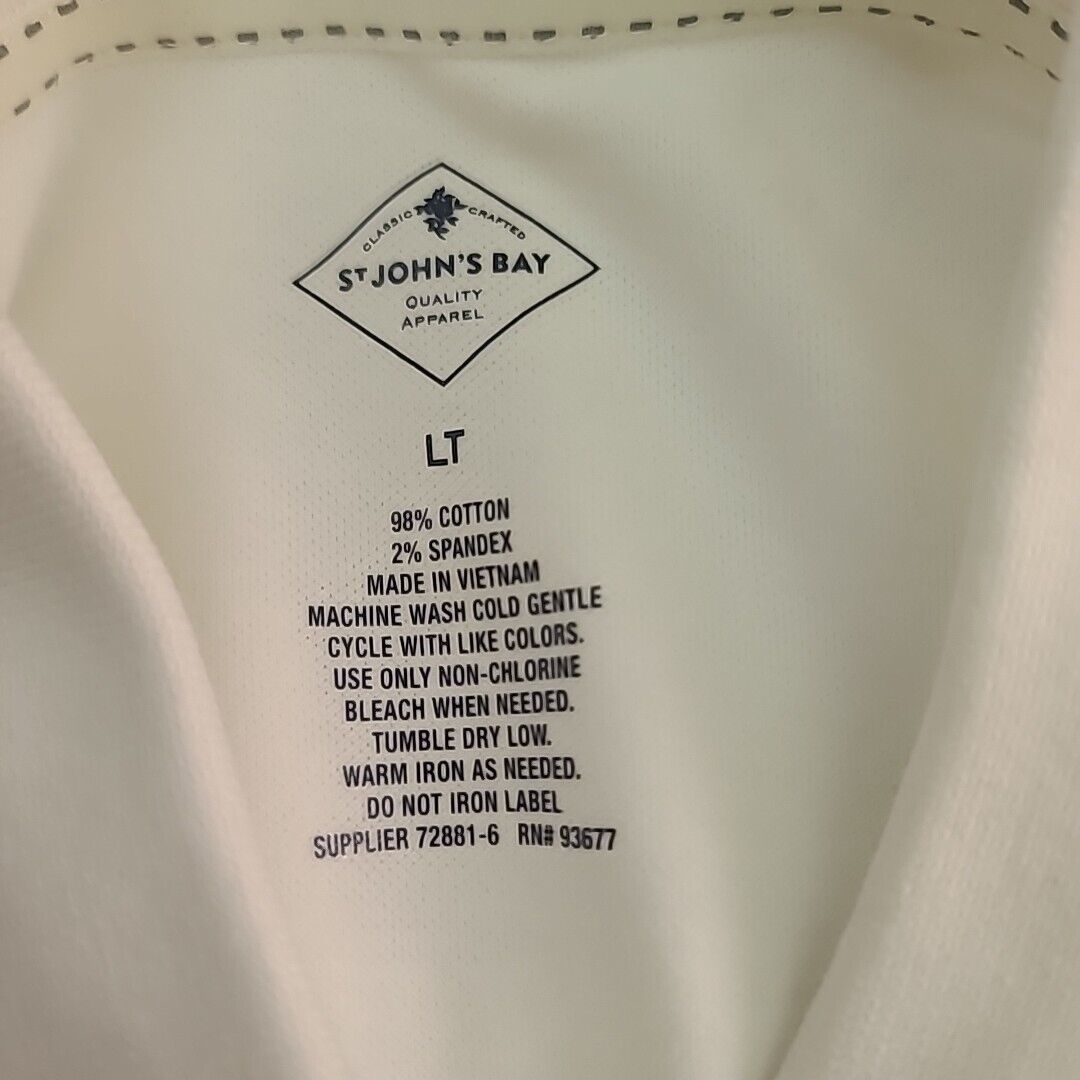 CLASSIC CRAFTED
ST JOHN'S BAY
QUALITY
APPAREL
LT
98% COTTON
2% SPANDEX
MADE IN VIETNAM
MACHINE WASH COLD GENTLE
CYCLE WITH LIKE COLORS.
USE ONLY NON-CHLORINE
BLEACH WHEN NEEDED.
TUMBLE DRY LOW.
WARM IRON AS NEEDED.
DO NOT IRON LABEL
SUPPLIER 72881-6 RN# 93677